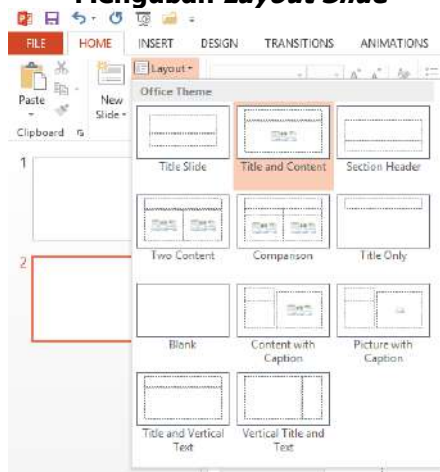 Mengubah Layout Slide
FILE HOME INSERT DESIGN TRANSITIONS ANIMATIONS
Layout
Paste
New
Slide
Clipboard
Office Theme
Title Slide
Title and Content
Section Header
Two Content
Comparison
Title Only
Blank
Content with
Caption
Picture with
Caption
Title and Vertical
Text
Vertical Title and
Text
1
2